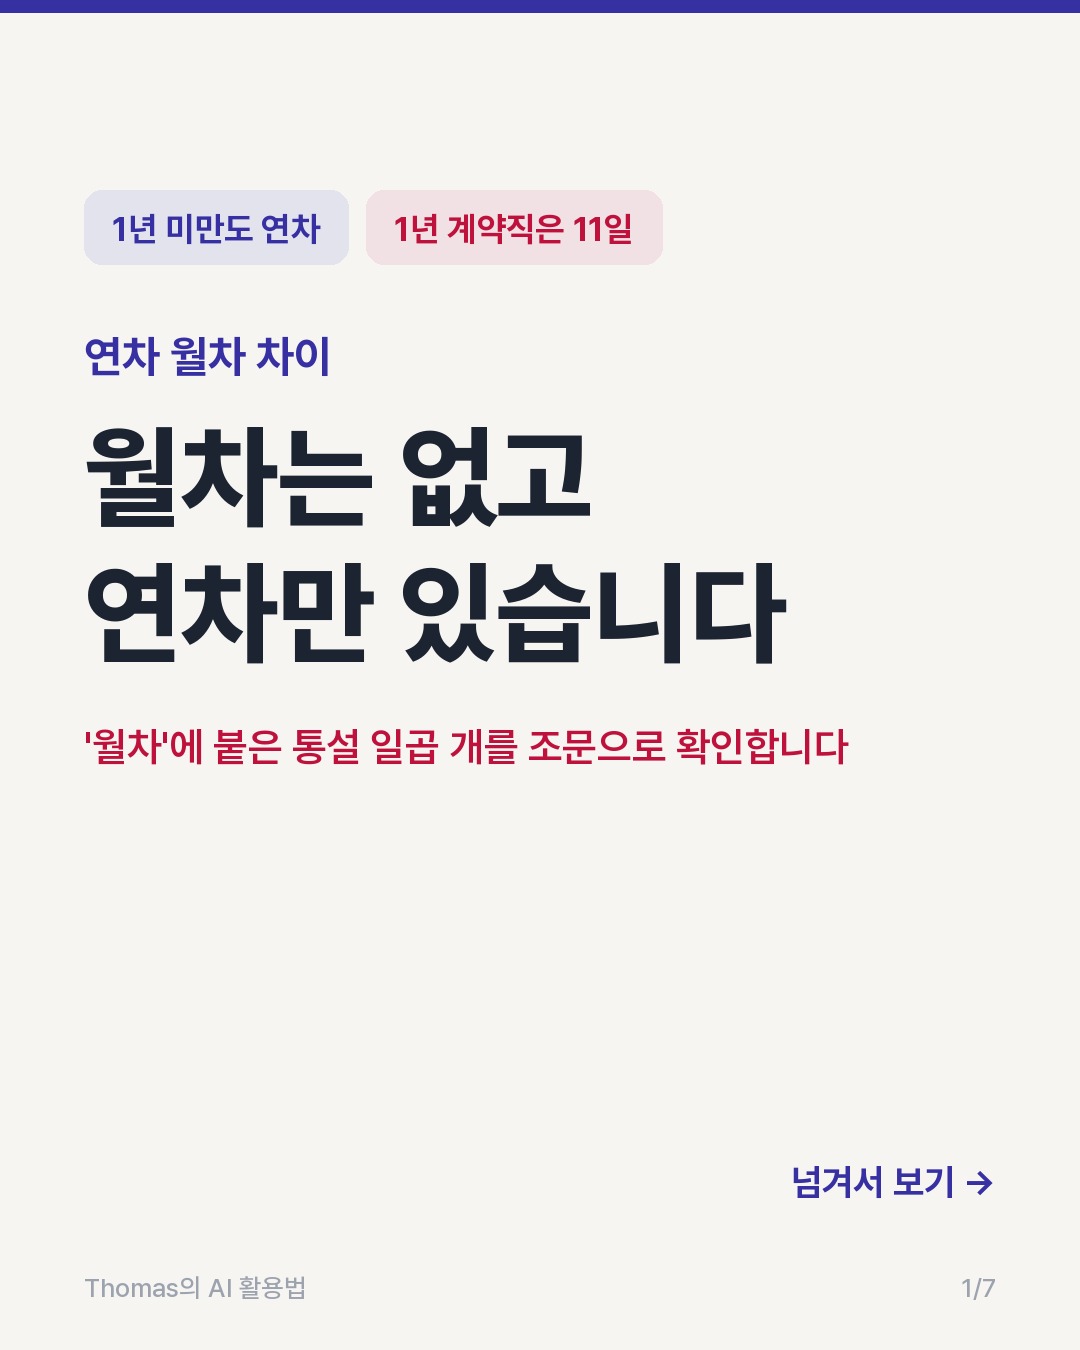 1년 미만도 연차
1년 계약직은 11일
연차 월차 차이
월차는 없고
연차만 있습니다
'월차'에 붙은 통설 일곱 개를 조문으로 확인합니다
넘겨서 보기 →
Thomas의 AI 활용법
1/7